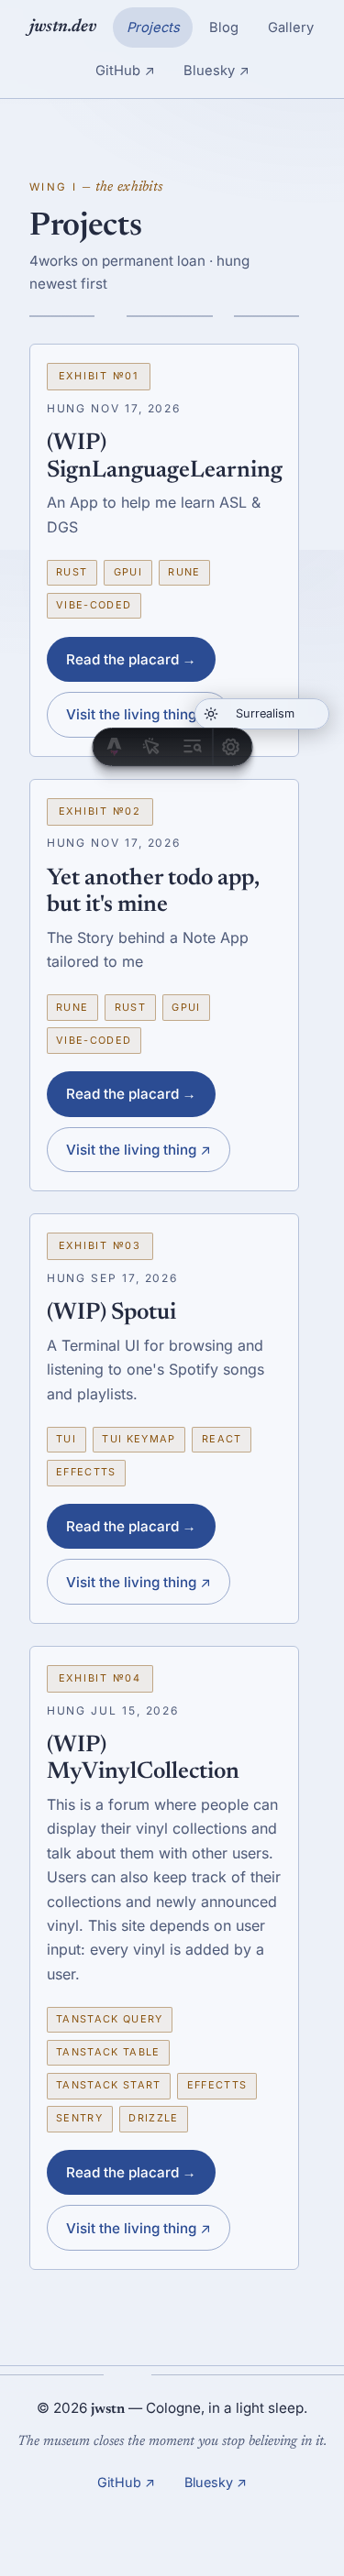 jwstn.dev Projects Blog Gallery
GitHub ↗ Bluesky ↗
WING I — the exhibits
Projects
4works on permanent loan · hung
newest first
EXHIBIT №01
HUNG NOV 17, 2026
(WIP)
SignLanguageLearning
An App to help me learn ASL &
DGS
RUST GPUI RUNE
VIBE-CODED
Read the placard →
Visit the living thing
Surrealism
EXHIBIT №02
HUNG NOV 17, 2026
Yet another todo app,
but it's mine
The Story behind a Note App
tailored to me
RUNE RUST GPUI
VIBE-CODED
Read the placard →
Visit the living thing ↗
EXHIBIT №03
HUNG SEP 17, 2026
(WIP) Spotui
A Terminal UI for browsing and
listening to one's Spotify songs
and playlists.
TUI TUI KEYMAP REACT
EFFECTTS
Read the placard →
Visit the living thing ↗
EXHIBIT №04
HUNG JUL 15, 2026
(WIP)
MyVinylCollection
This is a forum where people can
display their vinyl collections and
talk about them with other users.
Users can also keep track of their
collections and newly announced
vinyl. This site depends on user
input: every vinyl is added by a
user.
TANSTACK QUERY
TANSTACK TABLE
TANSTACK START EFFECTTS
SENTRY DRIZZLE
Read the placard →
Visit the living thing ↗
© 2026 jwstn — Cologne, in a light sleep.
The museum closes the moment you stop believing in it.
GitHub ↗ Bluesky ↗